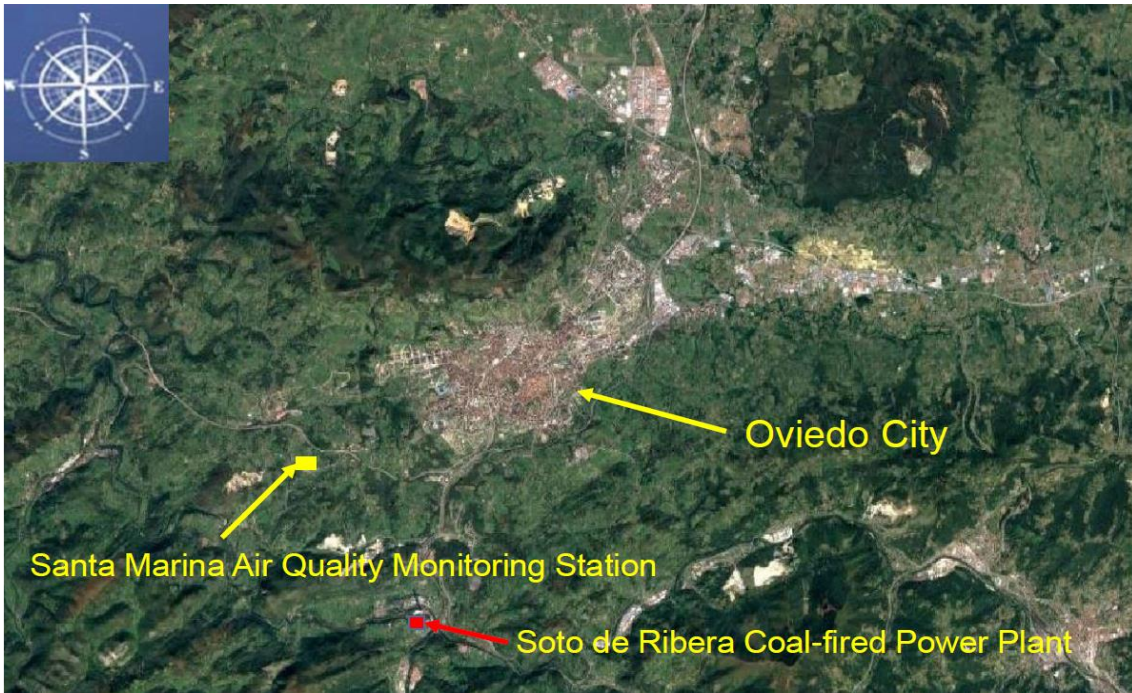 N
W E
S
Oviedo City
Santa Marina Air Quality Monitoring Station
Soto de Ribera Coal-fired Power Plant